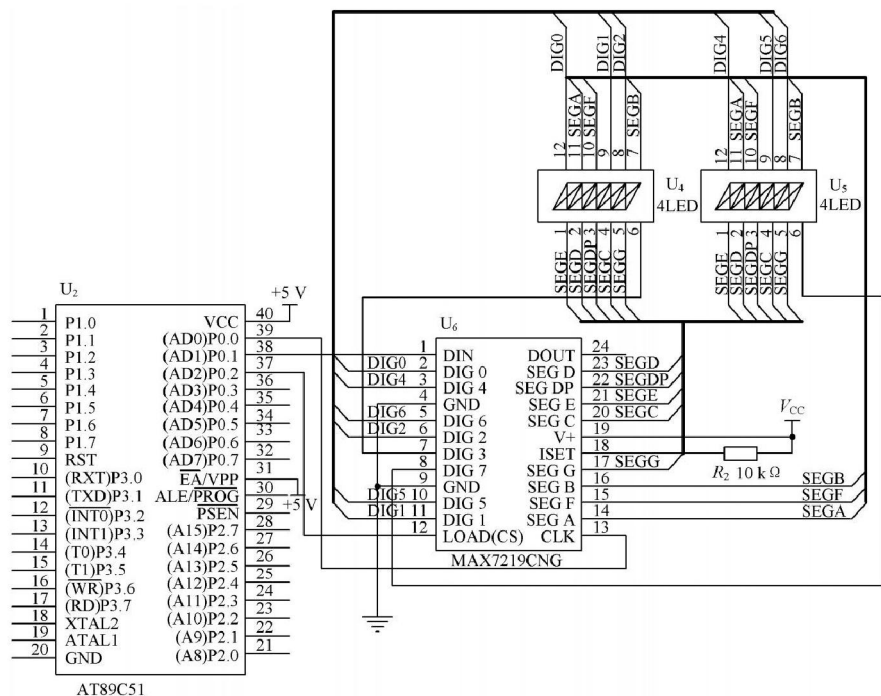 DIG0
DIG1
DIG2
DIG4
DIG5
DIG6
12
11 SEGA
10 SEGF
9
8
7 SEGB
12
11 SEGA
10 SEGF
9
8
7 SEGB
U4
4LED
U5
4LED
1
2
3
4
5
6
SEGE
SEGD
SEGDP
SEGC
SEGG
1
2
3
4
5
6
SEGE
SEGD
SEGDP
SEGC
SEGG
U2
+5 V
1 P1.0
2 P1.1
3 P1.2
4 P1.3
5 P1.4
6 P1.5
7 P1.6
8 P1.7
9 RST
10 (RXT)P3.0
11 (TXD)P3.1
12 (INT0)P3.2
13 (INT1)P3.3
14 (T0)P3.4
15 (T1)P3.5
16 (WR)P3.6
17 (RD)P3.7
18 XTAL2
19 ATAL1
20 GND
VCC 40
(AD0)P0.0 39
(AD1)P0.1 38
(AD2)P0.2 37
(AD3)P0.3 36
(AD4)P0.4 35
(AD5)P0.5 34
(AD6)P0.6 33
(AD7)P0.7 32
EA/VPP 31
ALE/PROG 30
+5 V
PSEN 29
(A15)P2.7 28
(A14)P2.6 27
(A13)P2.5 26
(A12)P2.4 25
(A11)P2.3 24
(A10)P2.2 23
(A9)P2.1 22
(A8)P2.0 21
AT89C51
U6
1 DIN
DIG0 2 DIG 0
DIG4 3 DIG 4
4 GND
DIG6 5 DIG 6
DIG2 6 DIG 2
7 DIG 3
8 DIG 7
9 GND
DIG5 10 DIG 5
DIG1 11 DIG 1
12 LOAD(CS)
DOUT 24
SEG D 23 SEGD
SEG DP 22 SEGDP
SEG E 21 SEGE
SEG C 20 SEGC
V+ 19
ISET 18
SEG G 17 SEGG
SEG B 16 SEGB
SEG F 15 SEGF
SEG A 14 SEGA
CLK 13
MAX7219CNG
VCC
R2 10 kΩ